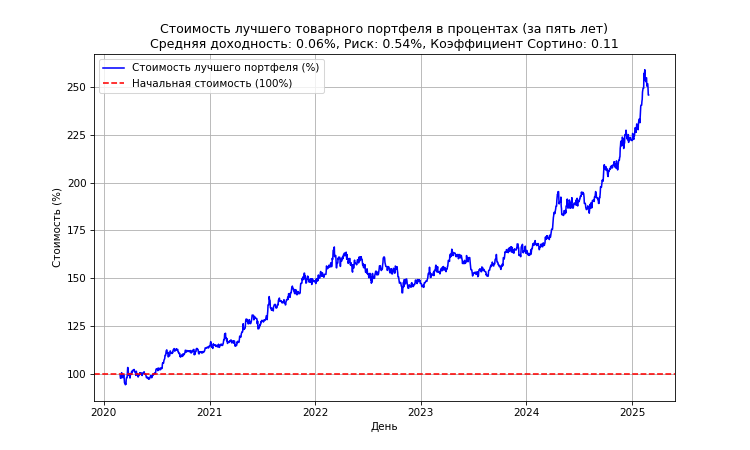 Стоимость лучшего товарного портфеля в процентах (за пять лет)
Средняя доходность: 0.06%, Риск: 0.54%, Коэффициент Сортино: 0.11
Стоимость лучшего портфеля (%)
Начальная стоимость (100%)
Стоимость (%)
250
225
200
175
150
125
100
2020
2021
2022
2023
2024
2025
День